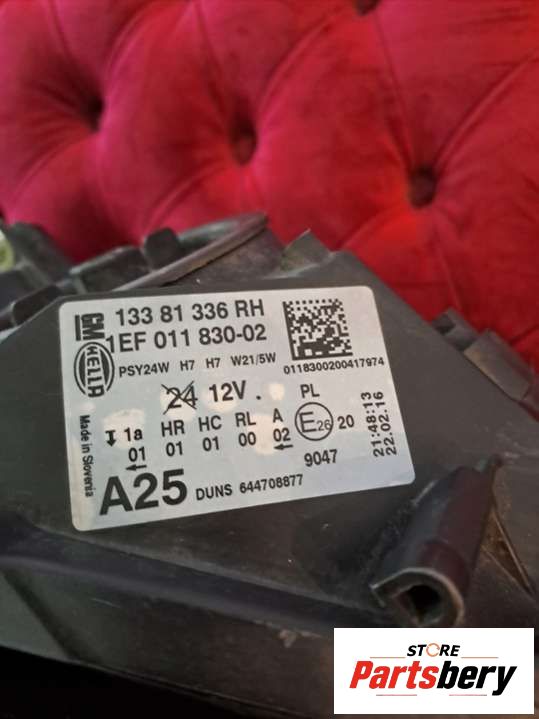 GM
133 81 336 RH
1EF 011 830-02
HELLA
PSY24W H7 H7 W21/5W
0118300200417974
24 12V . PL
1a HR HC RL A
01 01 01 00 02
E26 20
9047
21:48:13
22.02.16
Made in Slovenia
A25 DUNS 644708877
STORE
Partsbery